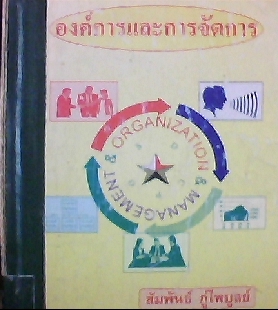 องค์การและการจัดการ
ORGANIZATION & MANAGEMENT &
สัมพันธ์ ภู่ไพบูลย์